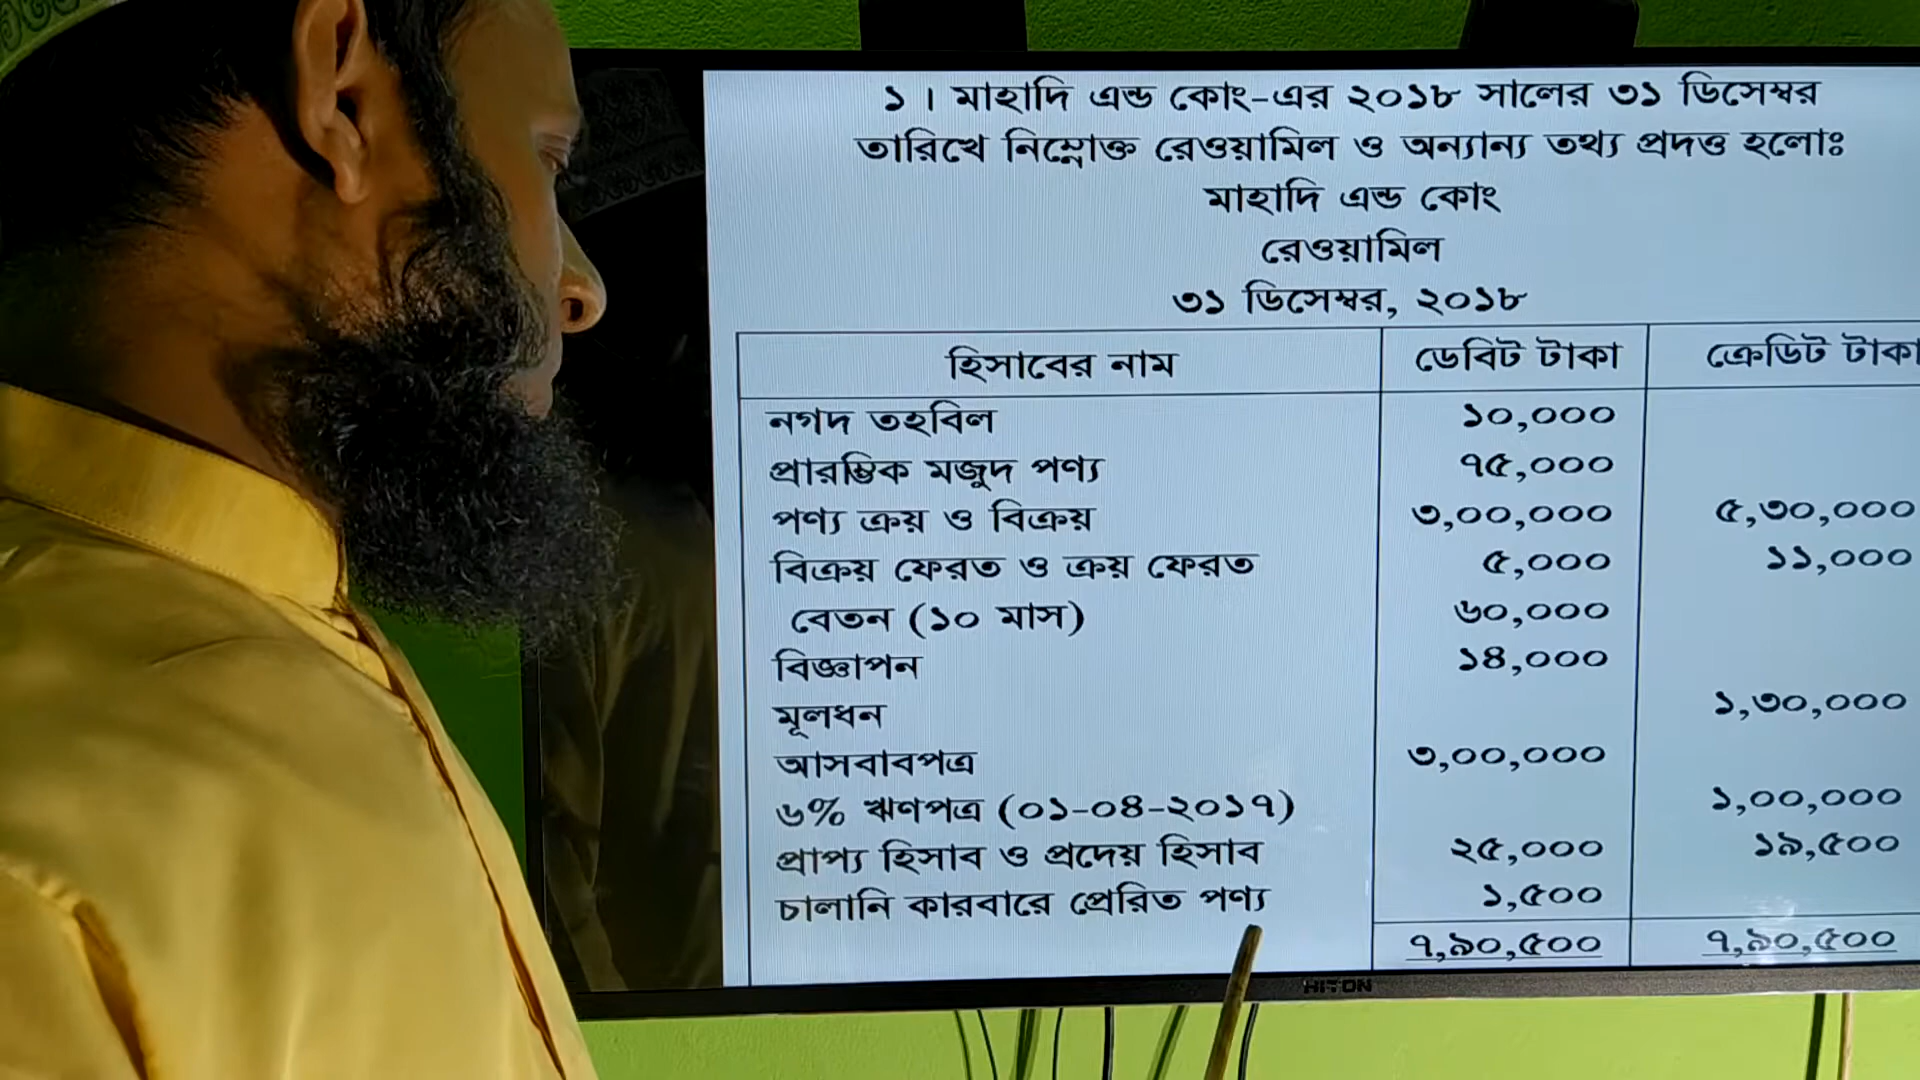 ১। মাহাদি এন্ড কোং-এর ২০১৮ সালের ৩১ ডিসেম্বর
তারিখে নিম্নোক্ত রেওয়ামিল ও অন্যান্য তথ্য প্রদত্ত হলোঃ
মাহাদি এন্ড কোং
রেওয়ামিল
৩১ ডিসেম্বর, ২০১৮
হিসাবের নাম ডেবিট টাকা ক্রেডিট টাকা
নগদ তহবিল ১০,০০০
প্রারম্ভিক মজুদ পণ্য ৭৫,০০০
পণ্য ক্রয় ও বিক্রয় ৩,০০,০০০ ৫,৩০,০০০
বিক্রয় ফেরত ও ক্রয় ফেরত ৫,০০০ ১১,০০০
বেতন (১০ মাস) ৬০,০০০
বিজ্ঞাপন ১৪,০০০
মূলধন ১,৩০,০০০
আসবাবপত্র ৩,০০,০০০
৬% ঋণপত্র (০১-০৪-২০১৭) ১,০০,০০০
প্রাপ্য হিসাব ও প্রদেয় হিসাব ২৫,০০০ ১৯,৫০০
চালানি কারবারে প্রেরিত পণ্য ১,৫০০
৭,৯০,৫০০ ৭,৯০,৫০০
HITON